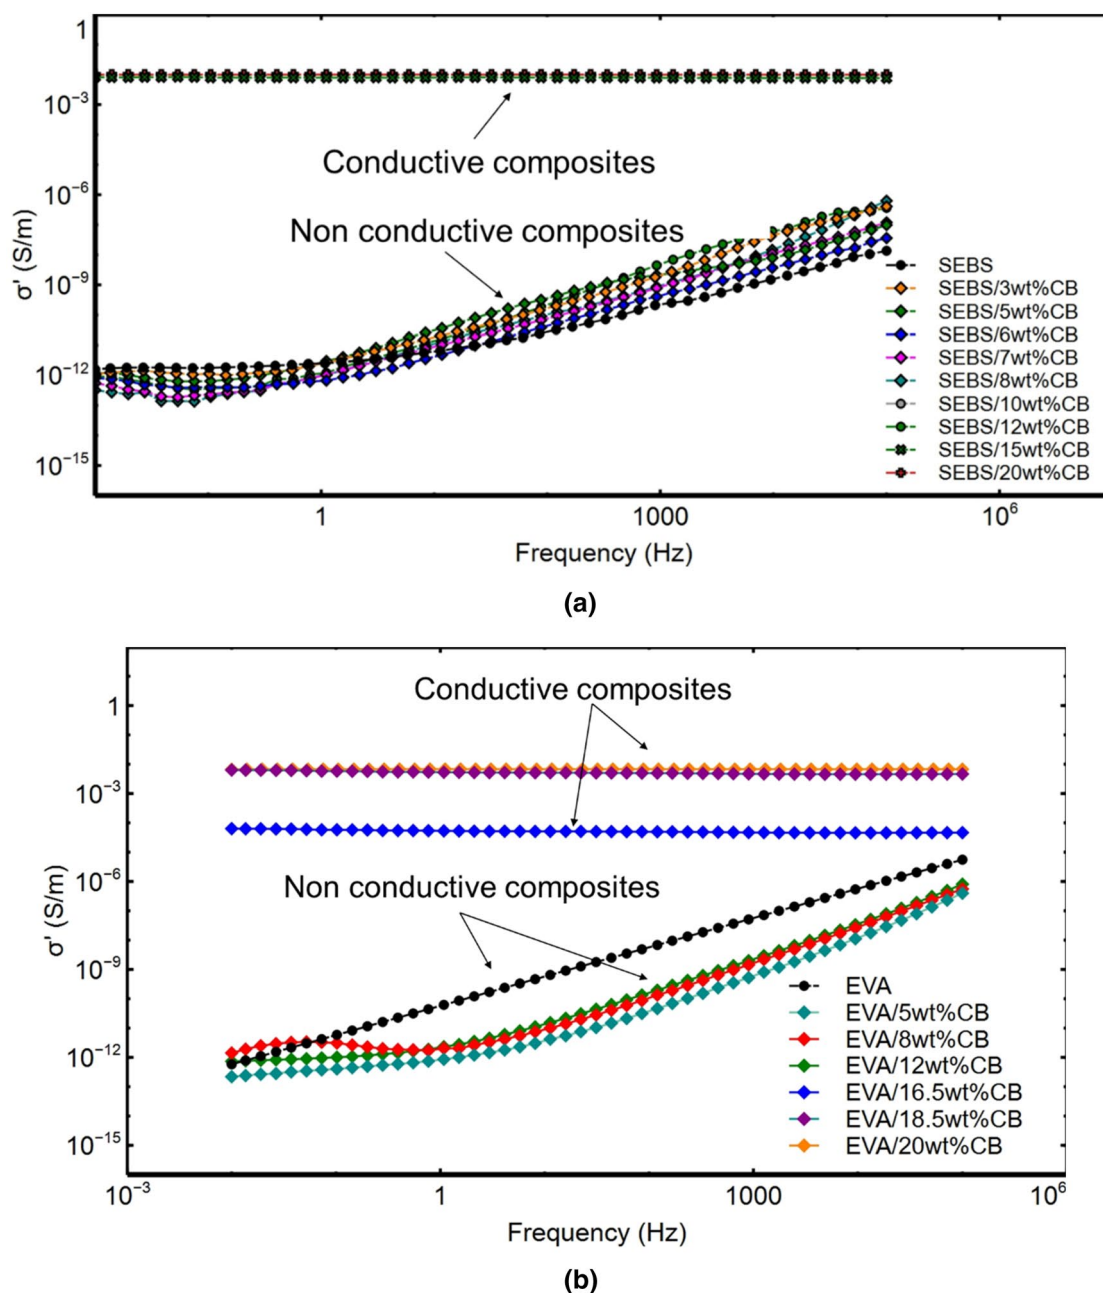 1
10⁻³
10⁻⁶
10⁻⁹
10⁻¹²
10⁻¹⁵
σ' (S/m)
Conductive composites
Non conductive composites
SEBS
SEBS/3wt%CB
SEBS/5wt%CB
SEBS/6wt%CB
SEBS/7wt%CB
SEBS/8wt%CB
SEBS/10wt%CB
SEBS/12wt%CB
SEBS/15wt%CB
SEBS/20wt%CB
1 1000 10⁶
Frequency (Hz)
(a)
1
10⁻³
10⁻⁶
10⁻⁹
10⁻¹²
10⁻¹⁵
σ' (S/m)
Conductive composites
Non conductive composites
EVA
EVA/5wt%CB
EVA/8wt%CB
EVA/12wt%CB
EVA/16.5wt%CB
EVA/18.5wt%CB
EVA/20wt%CB
10⁻³ 1 1000 10⁶
Frequency (Hz)
(b)